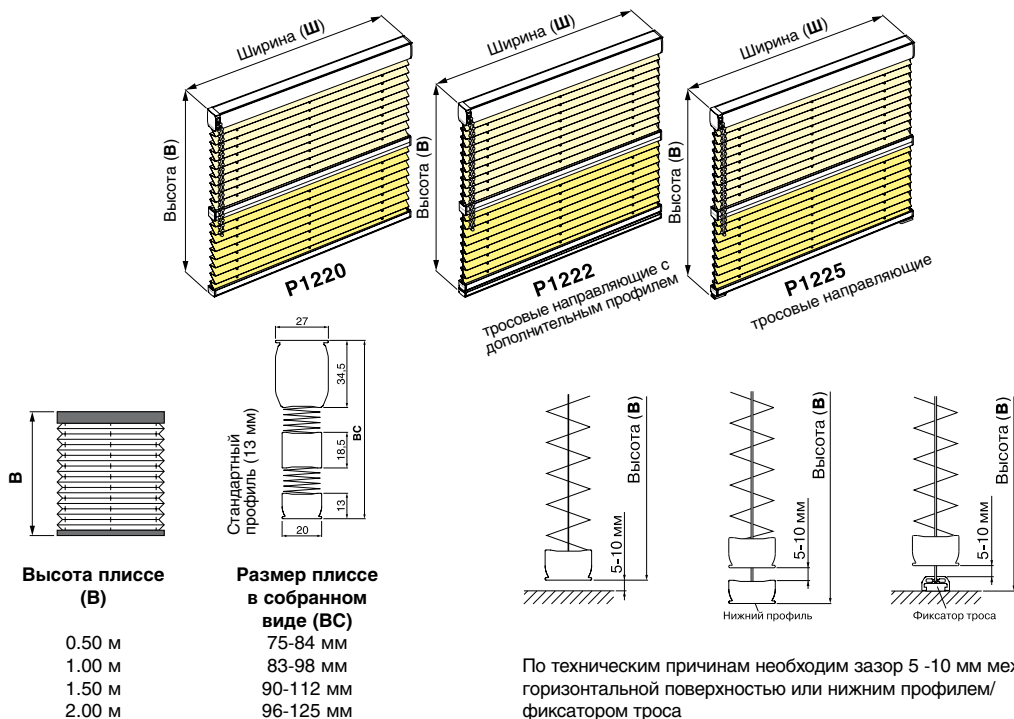 Ширина (Ш)
Ширина (Ш)
Ширина (Ш)
Высота (В)
Высота (В)
Высота (В)
P1220
P1222
тросовые направляющие с
дополнительным профилем
P1225
тросовые направляющие
27
34,5
18,5
13
20
ВС
Стандартный
профиль (13 мм)
В
Высота (В)
5-10 мм
Высота (В)
5-10 мм
Нижний профиль
Высота (В)
5-10 мм
Фиксатор троса
Высота плиссе
(В)
Размер плиссе
в собранном
виде (ВС)
0.50 м 75-84 мм
1.00 м 83-98 мм
1.50 м 90-112 мм
2.00 м 96-125 мм
По техническим причинам необходим зазор 5 -10 мм меж
горизонтальной поверхностью или нижним профилем/
фиксатором троса